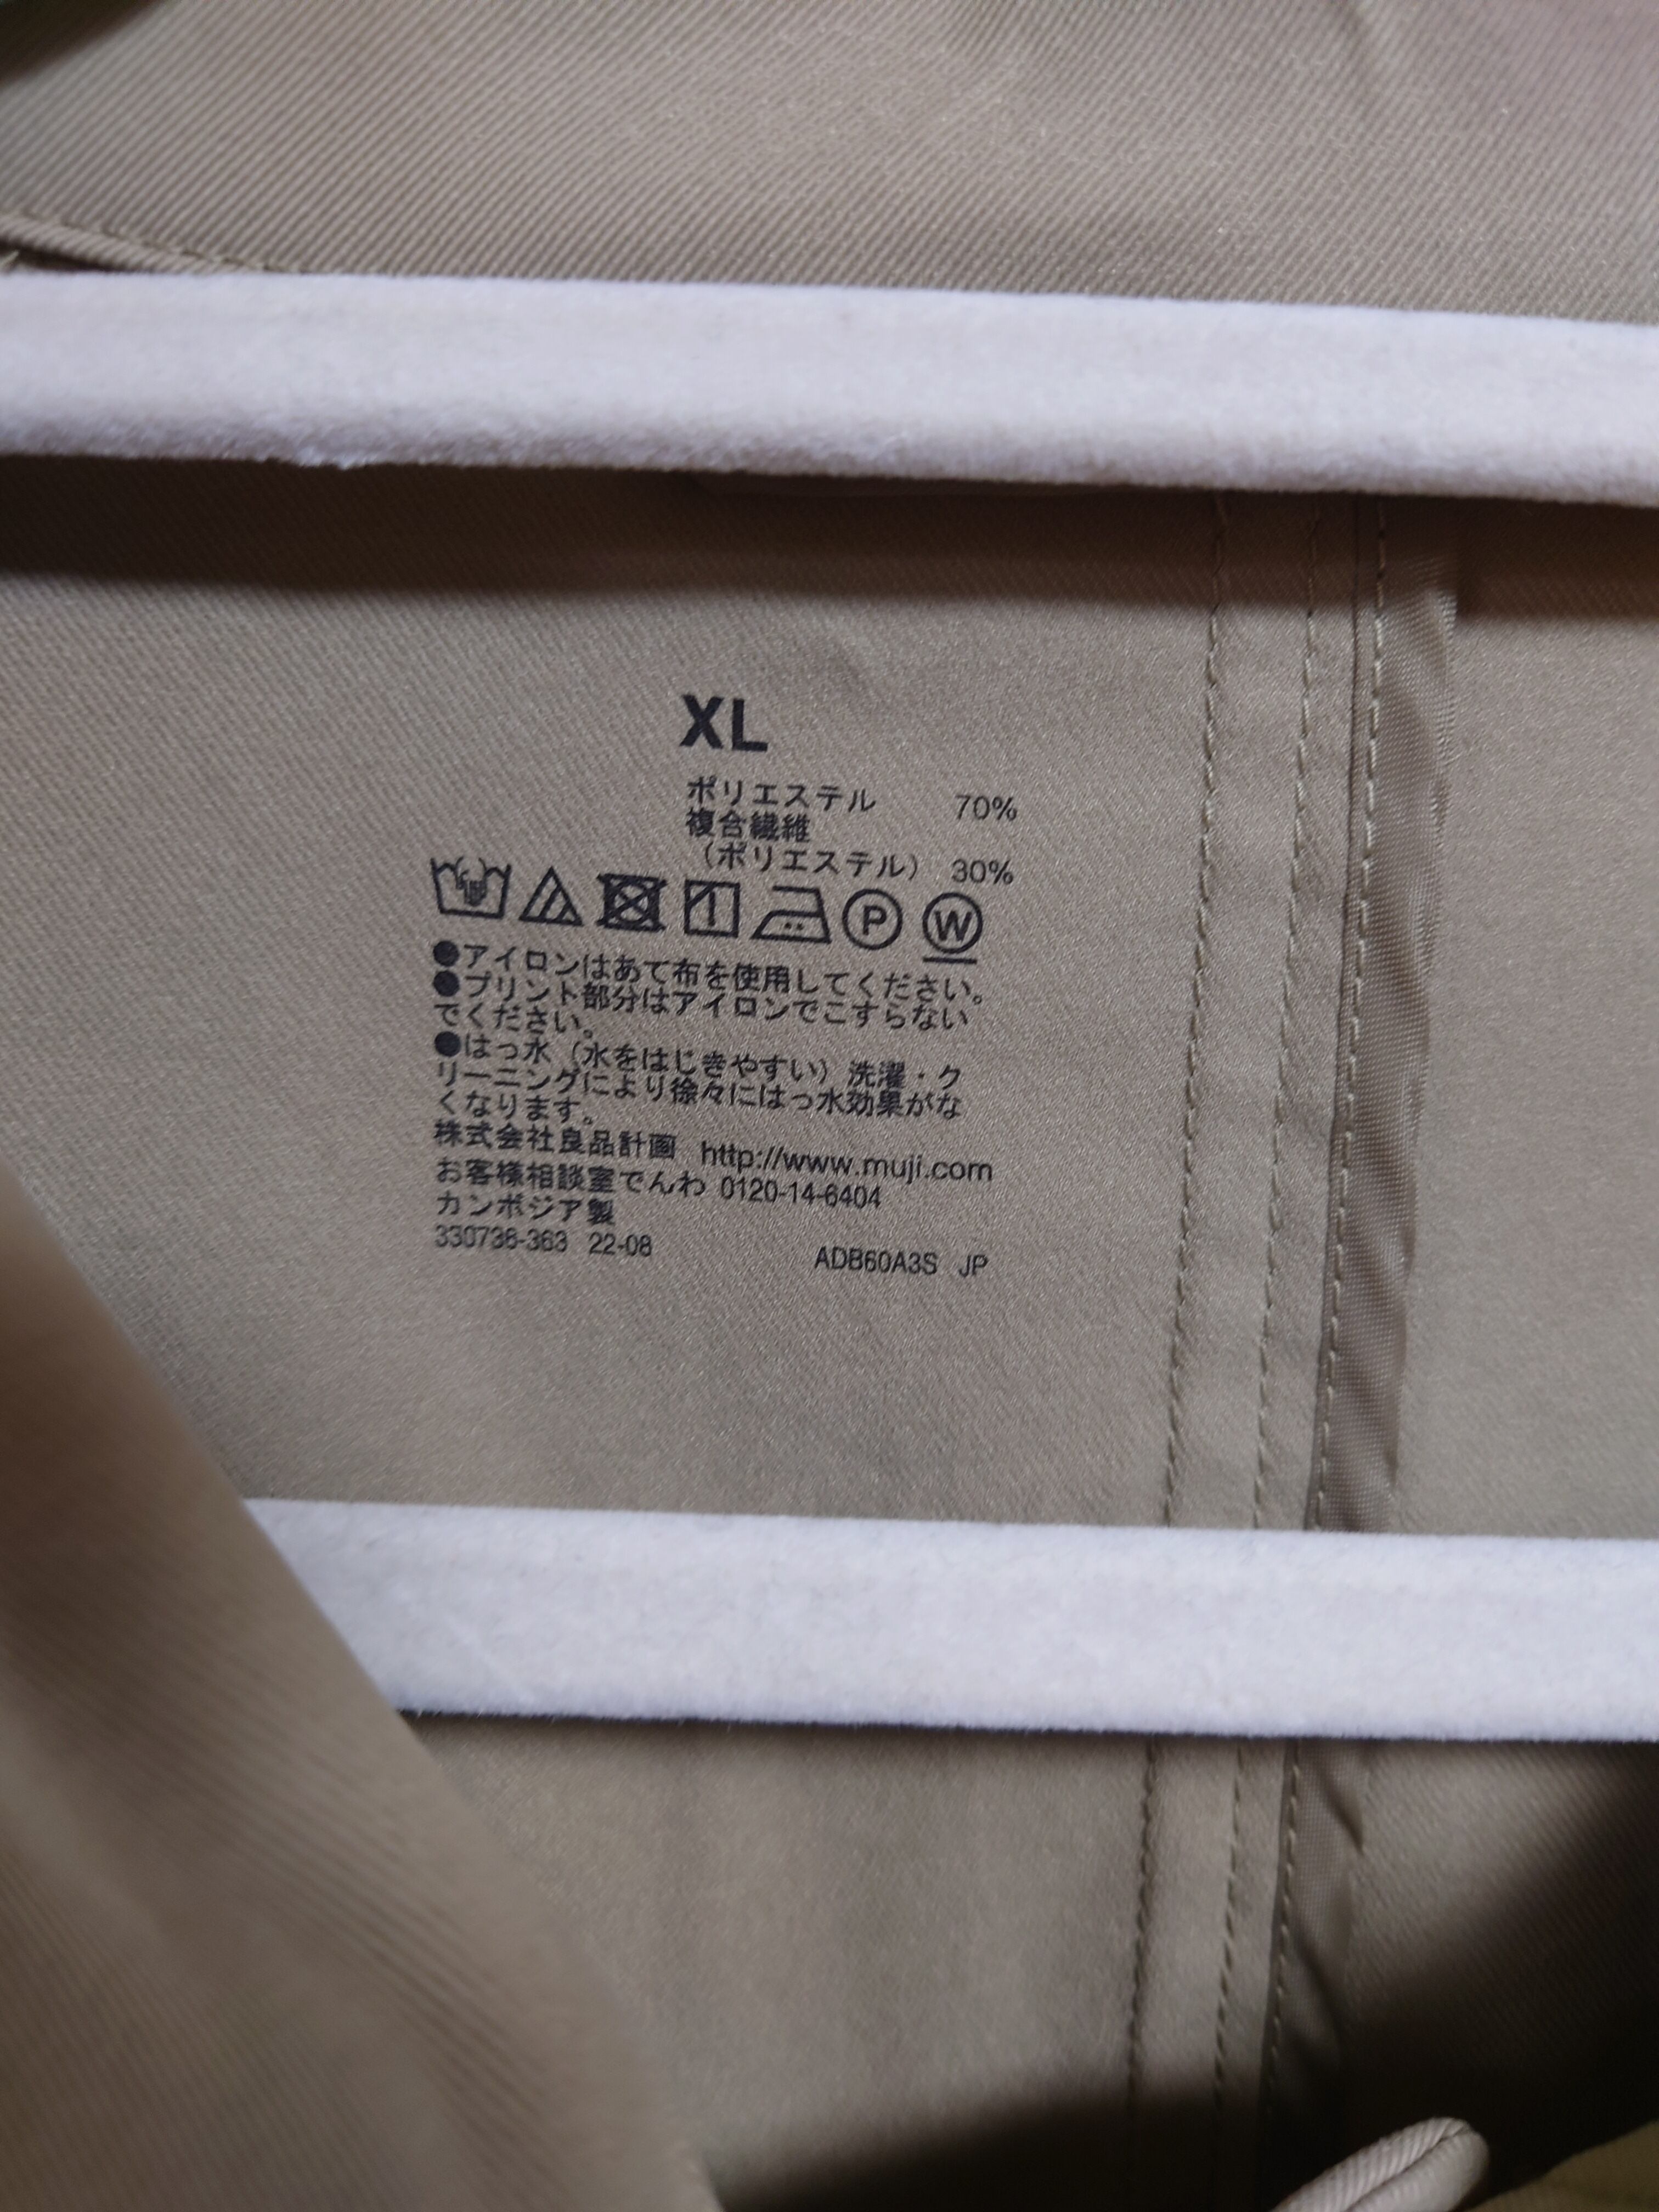 XL
ポリエステル 70%
複合繊維
（ポリエステル） 30%
P W
●アイロンはあて布を使用してください。
●プリント部分はアイロンでこすらない
でください。
●はっ水（水をはじきやすい）洗濯・ク
リーニングにより徐々にはっ水効果がな
くなります。
株式会社良品計画 http://www.muji.com
お客様相談室でんわ 0120-14-6404
カンボジア製
330736-363 22-08 ADB60A3S JP